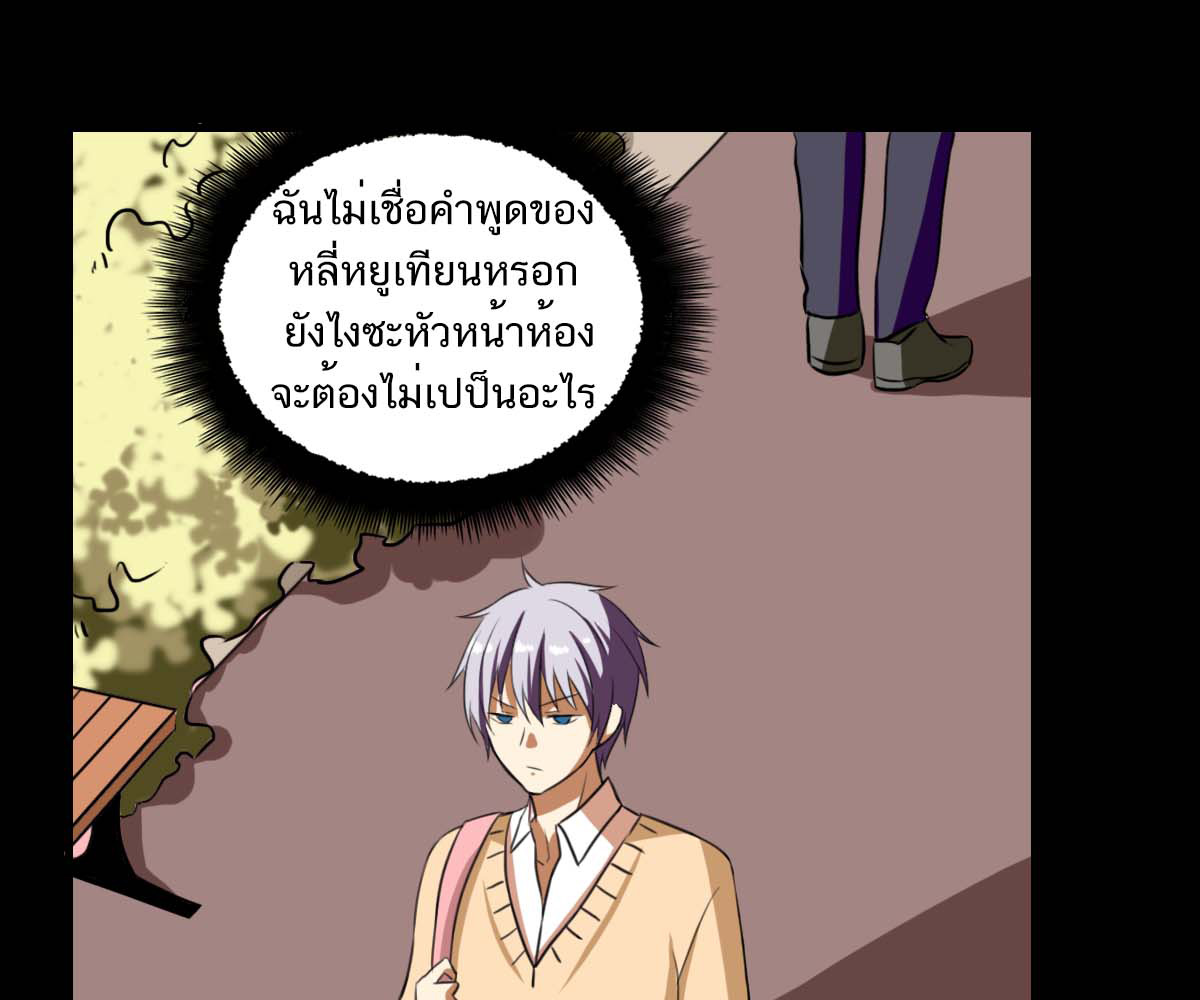 ฉันไม่เชื่อคำพูดของ
หลี่หยูเทียนหรอก
ยังไงซะหัวหน้าห้อง
จะต้องไม่เปป็นอะไร